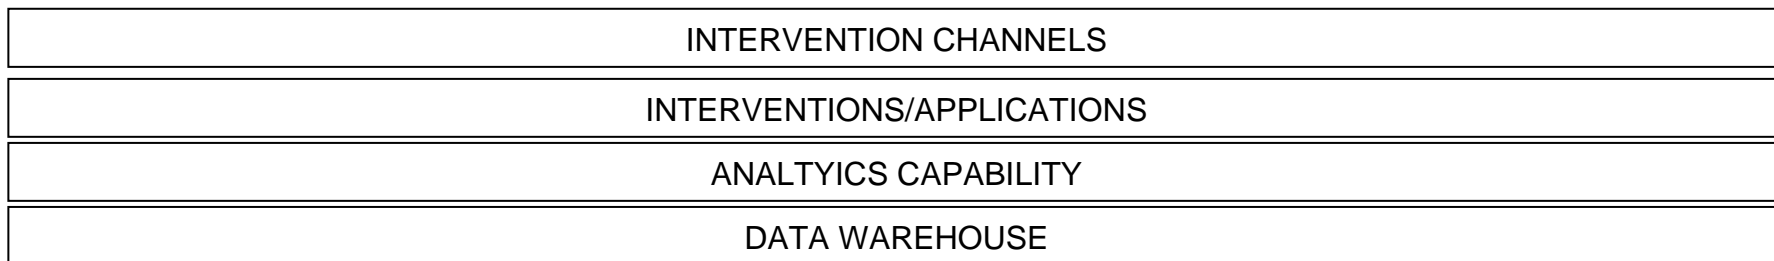 INTERVENTION CHANNELS
INTERVENTIONS/APPLICATIONS
ANALTYICS CAPABILITY
DATA WAREHOUSE